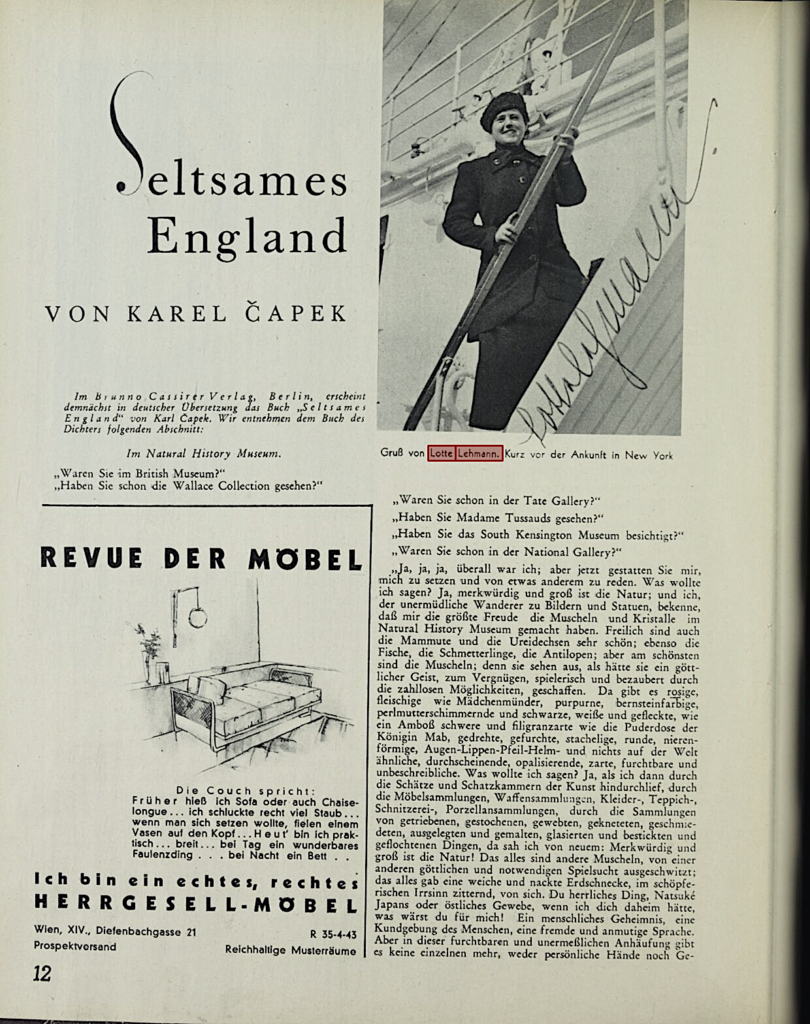 Seltsames
England
VON KAREL ČAPEK
Im Brunno Cassirer Verlag, Berlin, erscheint
demnächst in deutscher Übersetzung das Buch „Seltsames
England“ von Karl Čapek. Wir entnehmen dem Buch des
Dichters folgenden Abschnitt:
Im Natural History Museum.
„Waren Sie im British Museum?“
„Haben Sie schon die Wallace Collection gesehen?“
Lotte Lehmann
Gruß von Lotte Lehmann. Kurz vor der Ankunft in New York
„Waren Sie schon in der Tate Gallery?“
„Haben Sie Madame Tussauds gesehen?“
„Haben Sie das South Kensington Museum besichtigt?“
„Waren Sie schon in der National Gallery?“
„Ja, ja, ja, überall war ich; aber jetzt gestatten Sie mir,
mich zu setzen und von etwas anderem zu reden. Was wollte
ich sagen? Ja, merkwürdig und groß ist die Natur; und ich,
der unermüdliche Wanderer zu Bildern und Statuen, bekenne,
daß mir die größte Freude die Muscheln und Kristalle im
Natural History Museum gemacht haben. Freilich sind auch
die Mammute und die Ureidechsen sehr schön; ebenso die
Fische, die Schmetterlinge, die Antilopen; aber am schönsten
sind die Muscheln; denn sie sehen aus, als hätte sie ein gött-
licher Geist, zum Vergnügen, spielerisch und bezaubert durch
die zahllosen Möglichkeiten, geschaffen. Da gibt es rosige,
fleischige wie Mädchenmünder, purpurne, bernsteinfarbige,
perlmutterschimmernde und schwarze, weiße und gefleckte, wie
ein Amboß schwere und filigranzarte wie die Puderdose der
Königin Mab, gedrehte, gefurchte, stachelige, runde, nieren-
förmige, Augen-Lippen-Pfeil-Helm- und nichts auf der Welt
ähnliche, durchscheinende, opalisierende, zarte, furchtbare und
unbeschreibliche. Was wollte ich sagen? Ja, als ich dann durch
die Schätze und Schatzkammern der Kunst hindurchlief, durch
die Möbelsammlungen, Waffensammlungen, Kleider-, Teppich-,
Schnitzerei-, Porzellansammlungen, durch die Sammlungen
von getriebenen, gestochenen, gewebten, gekneteten, geschmie-
deten, ausgelegten und gemalten, glasierten und bestickten und
geflochtenen Dingen, da sah ich von neuem: Merkwürdig und
groß ist die Natur! Das alles sind andere Muscheln, von einer
anderen göttlichen und notwendigen Spielsucht ausgeschwitzt;
das alles gab eine weiche und nackte Erdschnecke, im schöpfe-
rischen Irrsinn zitternd, von sich. Du herrliches Ding, Natsuké
Japans oder östliches Gewebe, wenn ich dich daheim hätte,
was wärst du für mich! Ein menschliches Geheimnis, eine
Kundgebung des Menschen, eine fremde und anmutige Sprache.
Aber in dieser furchtbaren und unermeßlichen Anhäufung gibt
es keine einzelnen mehr, weder persönliche Hände noch Ge-
REVUE DER MÖBEL
Die Couch spricht:
Früher hieß ich Sofa oder auch Chaise-
longue... ich schluckte recht viel Staub...
wenn man sich setzen wollte, fielen einem
Vasen auf den Kopf... Heut' bin ich prak-
tisch... breit... bei Tag ein wunderbares
Faulenzding . . . bei Nacht ein Bett . .
Ich bin ein echtes, rechtes
HERRGESELL-MÖBEL
Wien, XIV., Diefenbachgasse 21
R 35-4-43
Prospektversand
Reichhaltige Musterräume
12